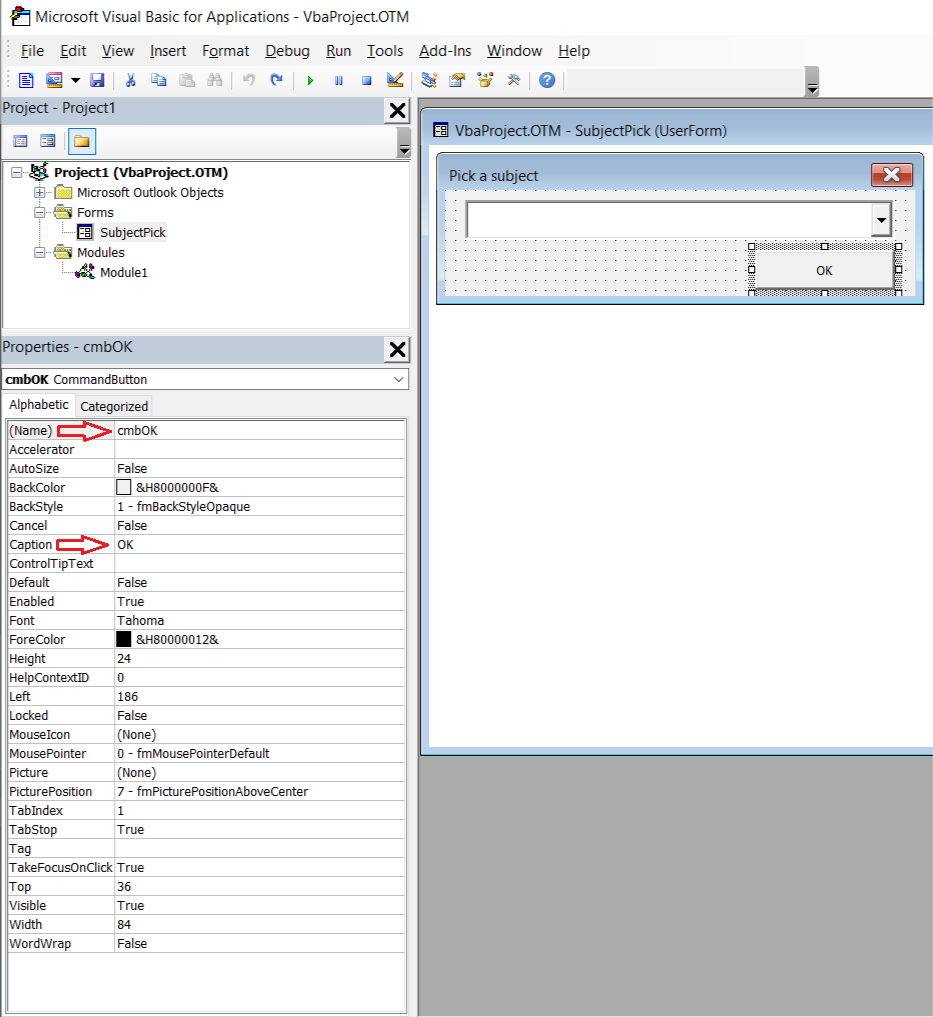 Microsoft Visual Basic for Applications - VbaProject.OTM
File Edit View Insert Format Debug Run Tools Add-Ins Window Help
Project - Project1
Project1 (VbaProject.OTM)
Microsoft Outlook Objects
Forms
SubjectPick
Modules
Module1
Properties - cmbOK
cmbOK CommandButton
Alphabetic Categorized
(Name) cmbOK
Accelerator
AutoSize False
BackColor &H8000000F&
BackStyle 1 - fmBackStyleOpaque
Cancel False
Caption OK
ControlTipText
Default False
Enabled True
Font Tahoma
ForeColor &H80000012&
Height 24
HelpContextID 0
Left 186
Locked False
MouseIcon (None)
MousePointer 0 - fmMousePointerDefault
Picture (None)
PicturePosition 7 - fmPicturePositionAboveCenter
TabIndex 1
TabStop True
Tag
TakeFocusOnClick True
Top 36
Visible True
Width 84
WordWrap False
VbaProject.OTM - SubjectPick (UserForm)
Pick a subject
OK